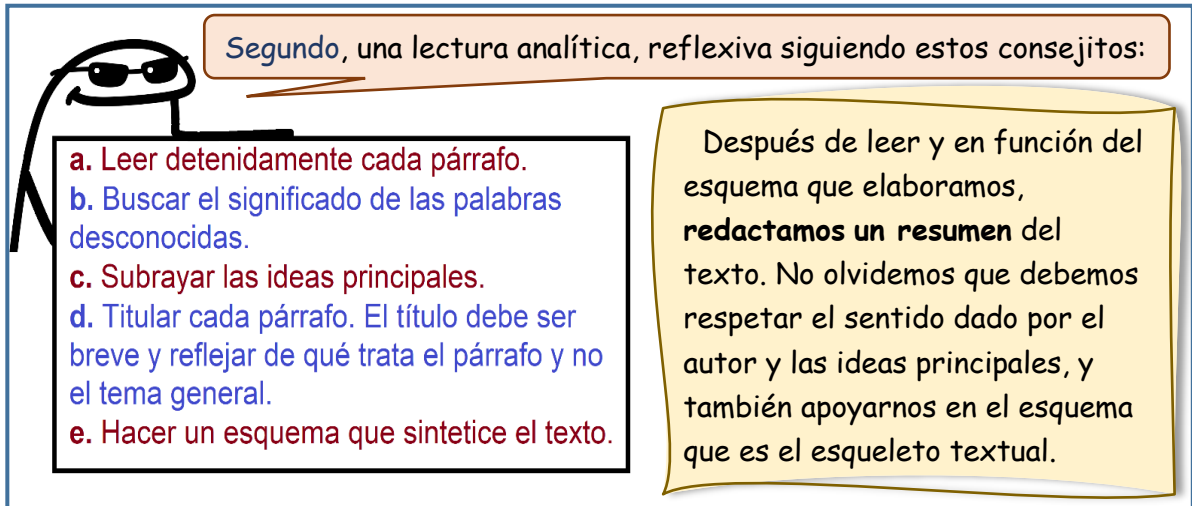 Segundo, una lectura analítica, reflexiva siguiendo estos consejitos:
a. Leer detenidamente cada párrafo.
b. Buscar el significado de las palabras
desconocidas.
c. Subrayar las ideas principales.
d. Titular cada párrafo. El título debe ser
breve y reflejar de qué trata el párrafo y no
el tema general.
e. Hacer un esquema que sintetice el texto.
Después de leer y en función del
esquema que elaboramos,
redactamos un resumen del
texto. No olvidemos que debemos
respetar el sentido dado por el
autor y las ideas principales, y
también apoyarnos en el esquema
que es el esqueleto textual.